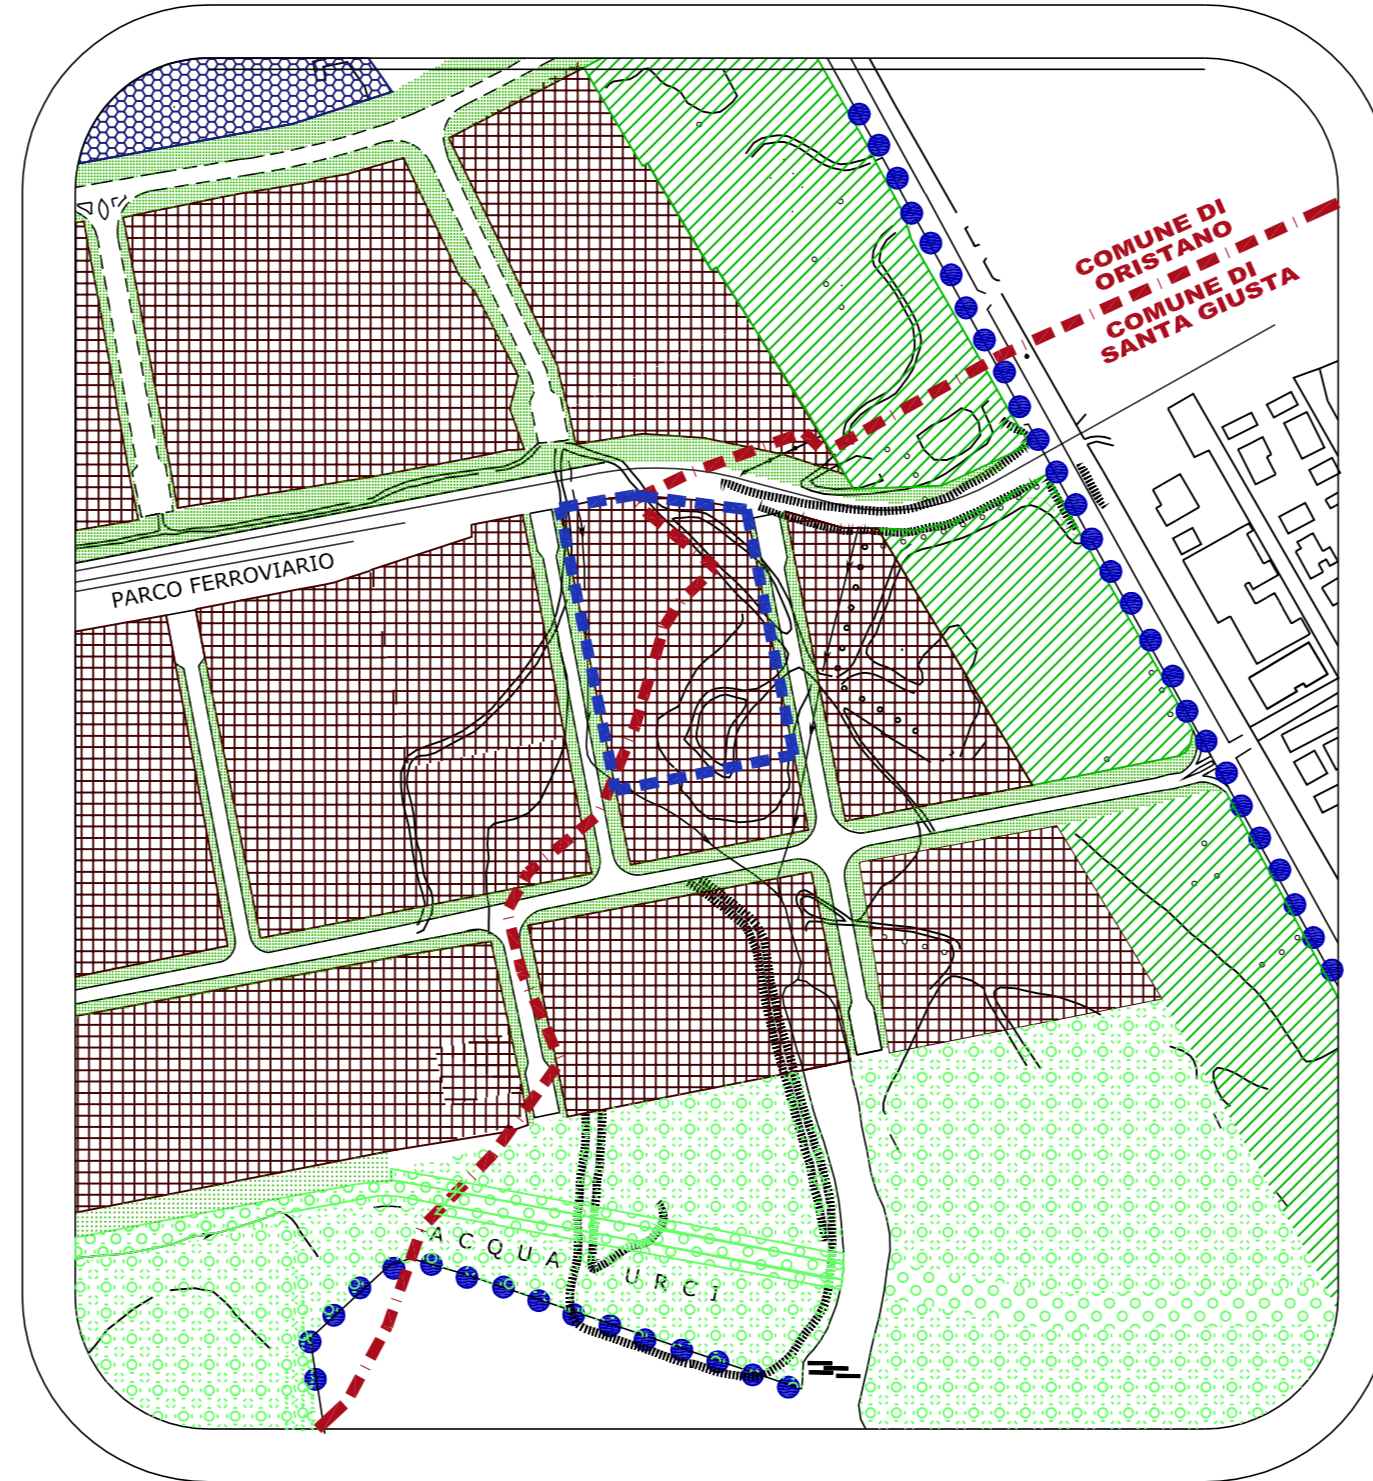 COMUNE DI
ORISTANO
COMUNE DI
SANTA GIUSTA
PARCO FERROVIARIO
ACQUA URCI